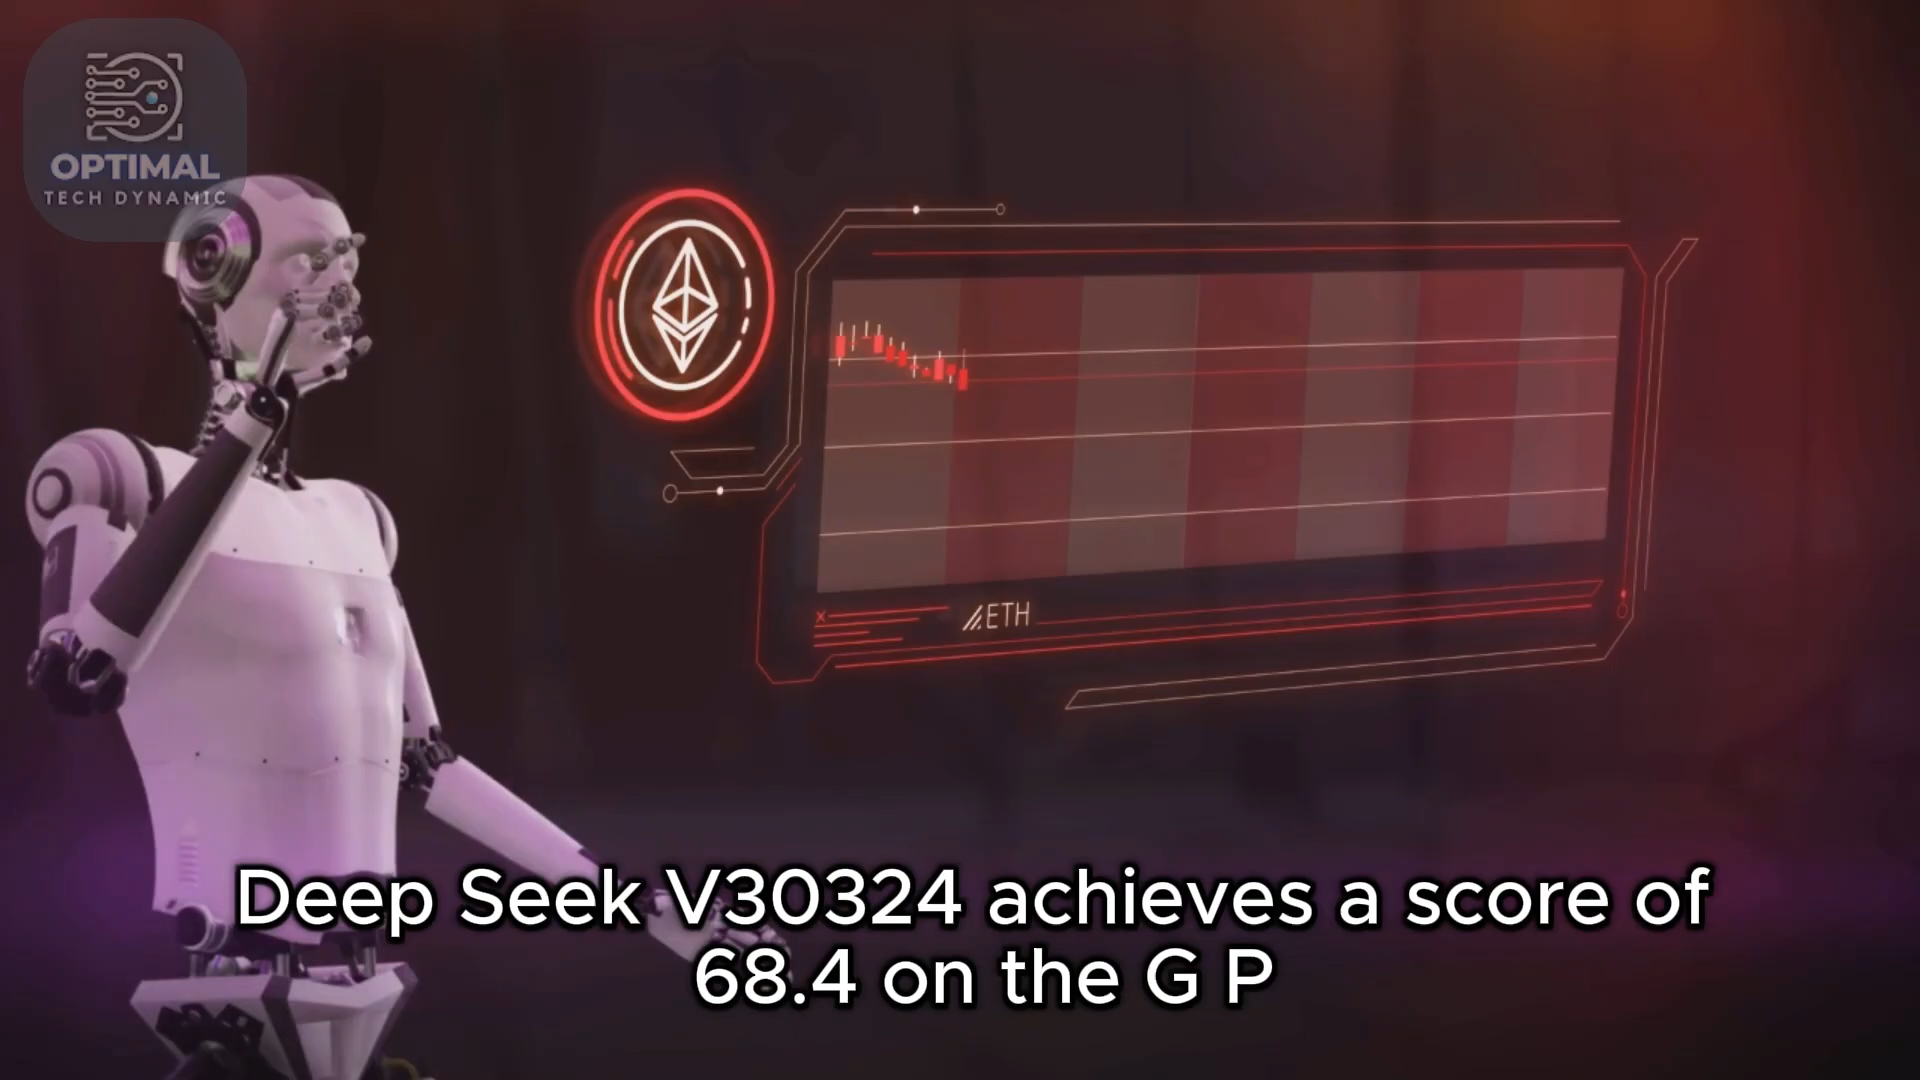 OPTIMAL
TECH DYNAMIC
ETH
Deep Seek V30324 achieves a score of
68.4 on the G P